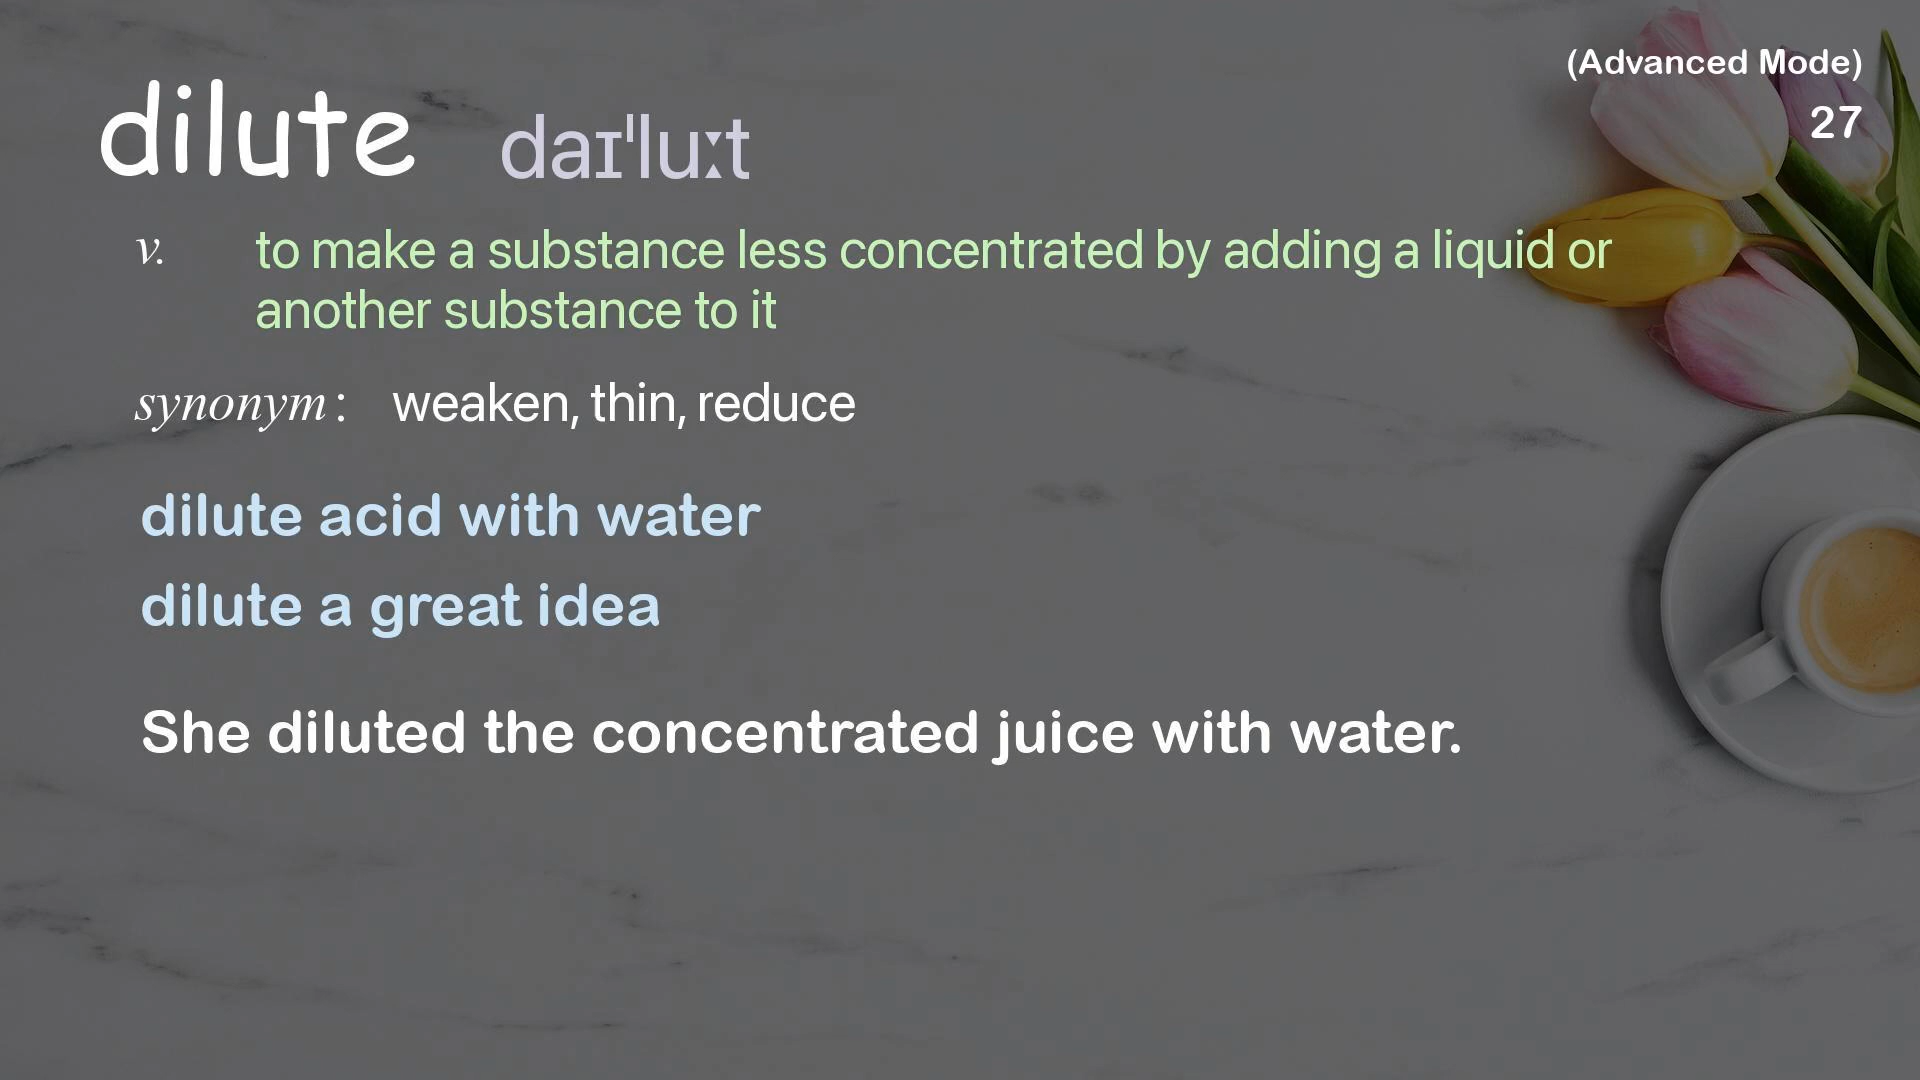 (Advanced Mode)
27
dilute daɪˈluːt
v. to make a substance less concentrated by adding a liquid or
another substance to it
synonym: weaken, thin, reduce
dilute acid with water
dilute a great idea
She diluted the concentrated juice with water.